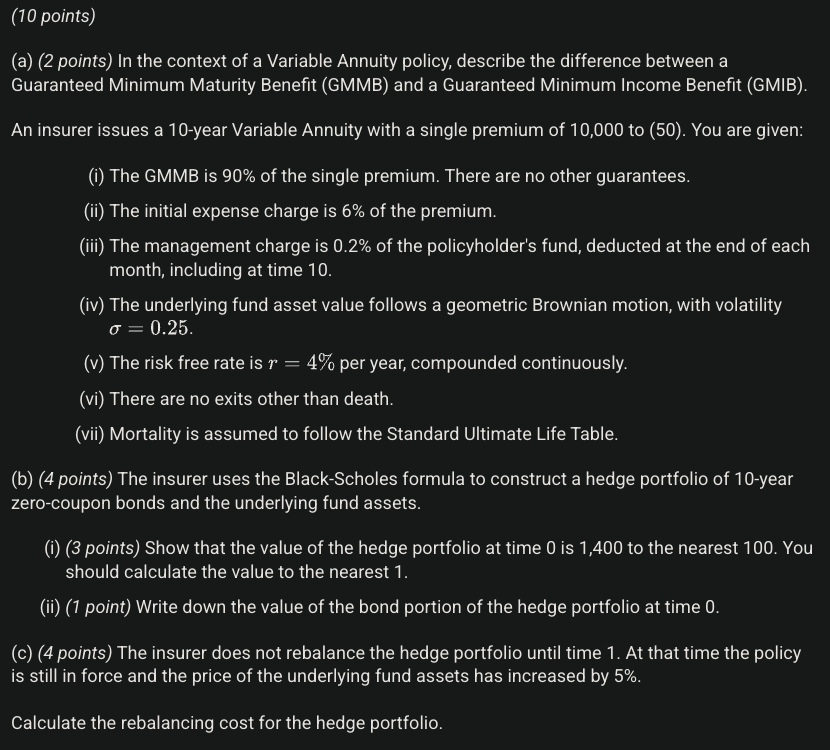 (10 points)
(a) (2 points) In the context of a Variable Annuity policy, describe the difference between a
Guaranteed Minimum Maturity Benefit (GMMB) and a Guaranteed Minimum Income Benefit (GMIB).
An insurer issues a 10-year Variable Annuity with a single premium of 10,000 to (50). You are given:
(i) The GMMB is 90% of the single premium. There are no other guarantees.
(ii) The initial expense charge is 6% of the premium.
(iii) The management charge is 0.2% of the policyholder's fund, deducted at the end of each
month, including at time 10.
(iv) The underlying fund asset value follows a geometric Brownian motion, with volatility
σ = 0.25.
(v) The risk free rate is r = 4% per year, compounded continuously.
(vi) There are no exits other than death.
(vii) Mortality is assumed to follow the Standard Ultimate Life Table.
(b) (4 points) The insurer uses the Black-Scholes formula to construct a hedge portfolio of 10-year
zero-coupon bonds and the underlying fund assets.
(i) (3 points) Show that the value of the hedge portfolio at time 0 is 1,400 to the nearest 100. You
should calculate the value to the nearest 1.
(ii) (1 point) Write down the value of the bond portion of the hedge portfolio at time 0.
(c) (4 points) The insurer does not rebalance the hedge portfolio until time 1. At that time the policy
is still in force and the price of the underlying fund assets has increased by 5%.
Calculate the rebalancing cost for the hedge portfolio.